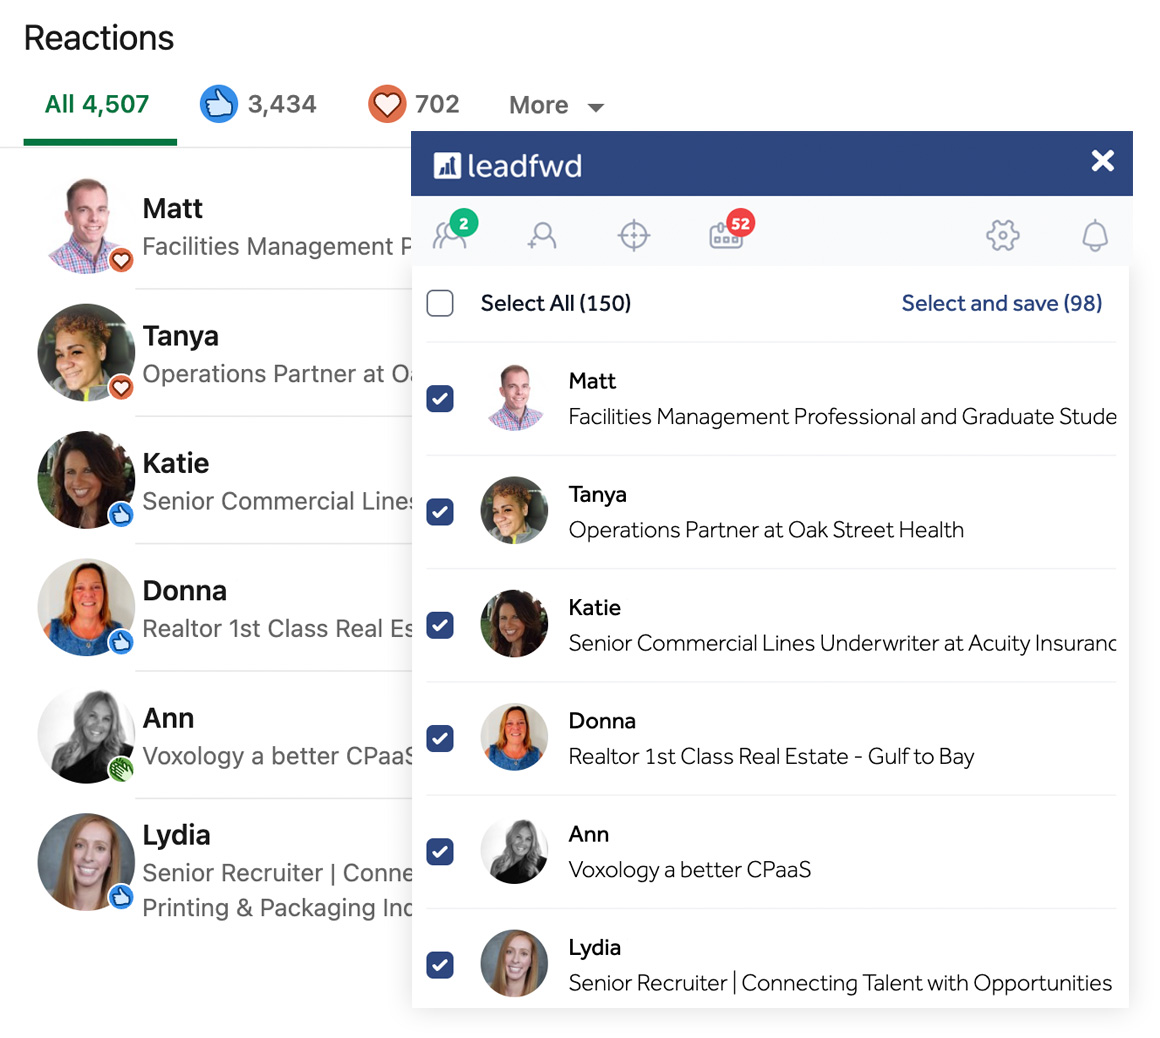 Reactions
All 4,507
3,434
702
More
Matt
Facilities Management P
Tanya
Operations Partner at Oa
Katie
Senior Commercial Lines
Donna
Realtor 1st Class Real Es
Ann
Voxology a better CPaaS
Lydia
Senior Recruiter | Conne
Printing & Packaging Ind
leadfwd
2
52
Select All (150)
Select and save (98)
Matt
Facilities Management Professional and Graduate Stude
Tanya
Operations Partner at Oak Street Health
Katie
Senior Commercial Lines Underwriter at Acuity Insuranc
Donna
Realtor 1st Class Real Estate - Gulf to Bay
Ann
Voxology a better CPaaS
Lydia
Senior Recruiter | Connecting Talent with Opportunities